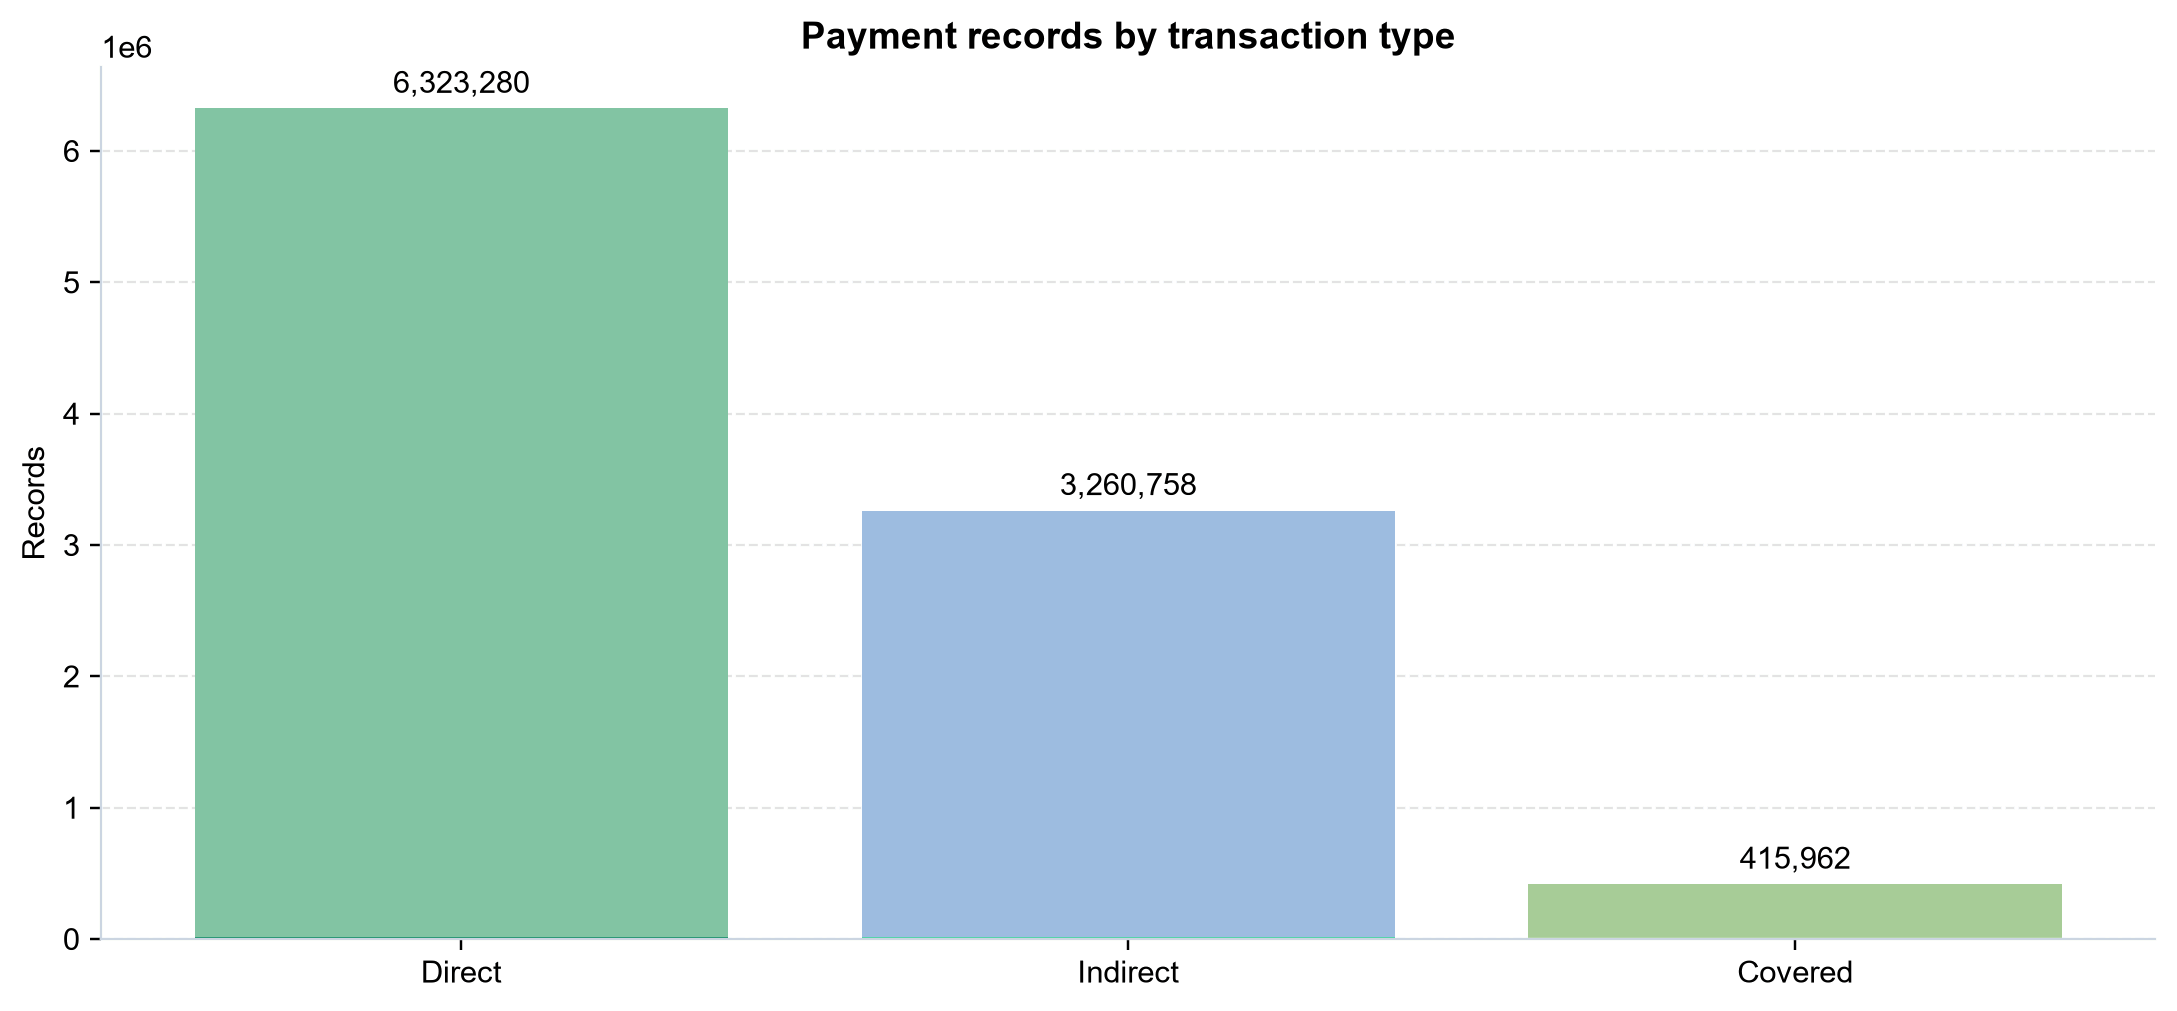 Payment records by transaction type
1e6
6,323,280
6
5
4
3,260,758
3
2
1
415,962
0
Records
Direct
Indirect
Covered